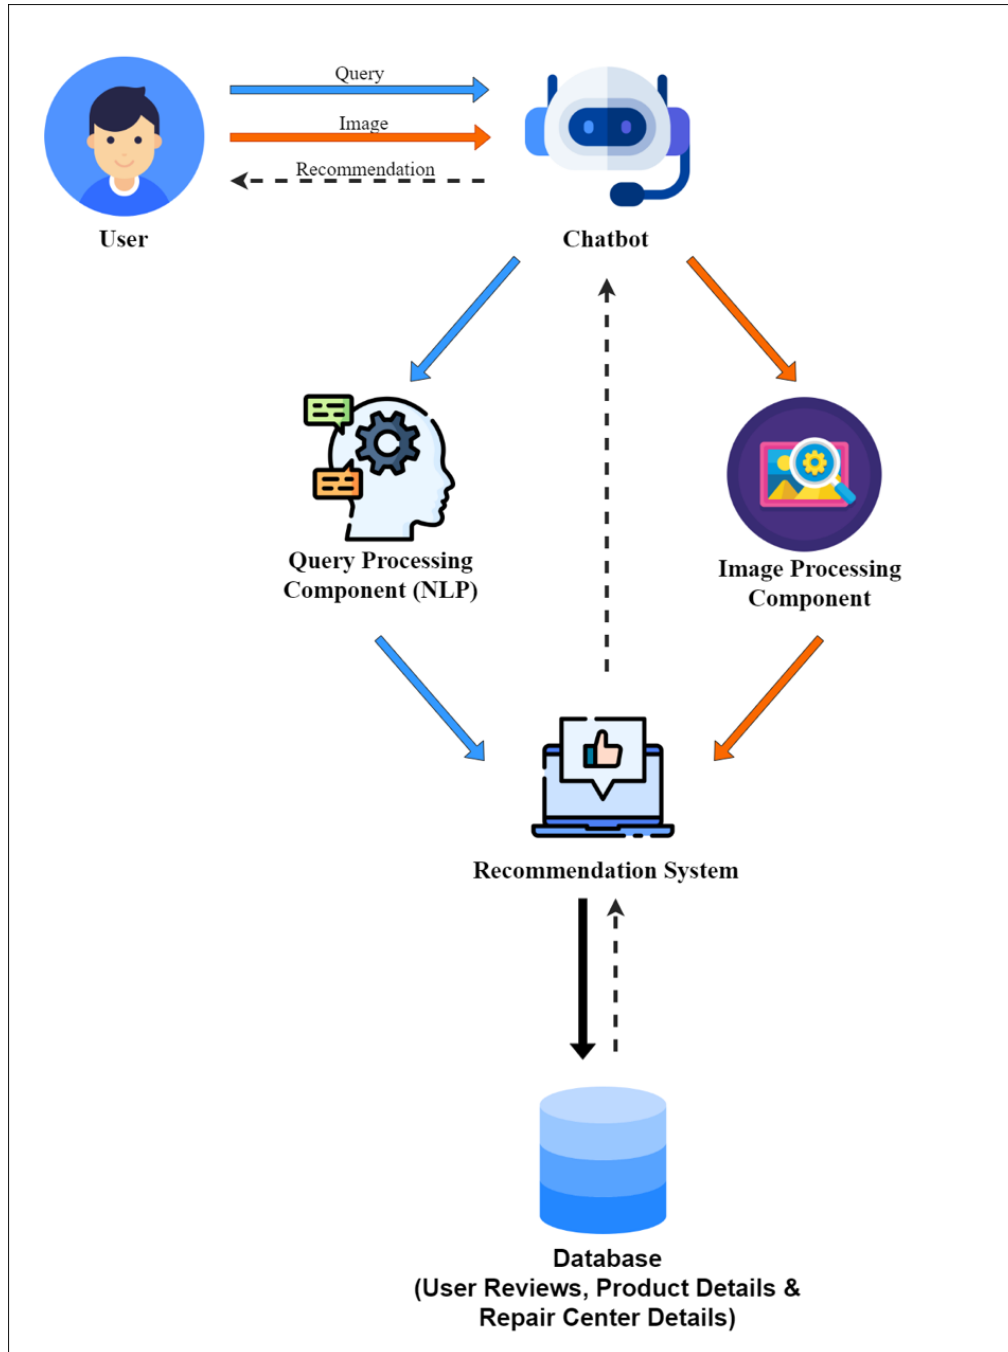 Query
Image
Recommendation
User
Chatbot
Query Processing
Component (NLP)
Image Processing
Component
Recommendation System
Database
(User Reviews, Product Details &
Repair Center Details)